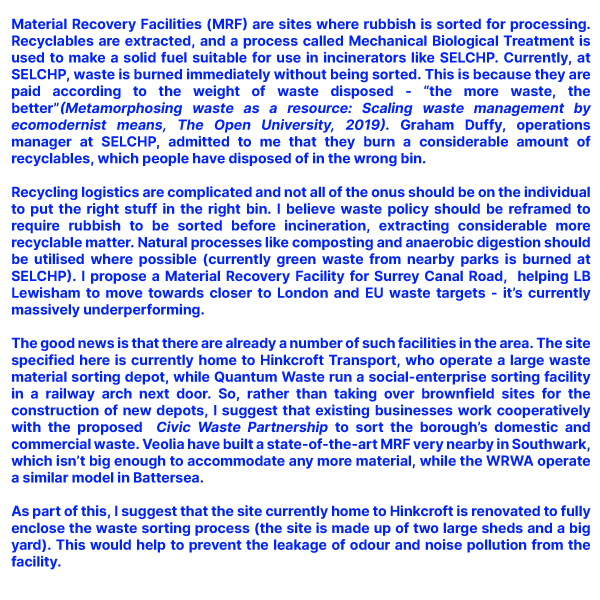 Material Recovery Facilities (MRF) are sites where rubbish is sorted for processing.
Recyclables are extracted, and a process called Mechanical Biological Treatment is
used to make a solid fuel suitable for use in incinerators like SELCHP. Currently, at
SELCHP, waste is burned immediately without being sorted. This is because they are
paid according to the weight of waste disposed - “the more waste, the
better”(Metamorphosing waste as a resource: Scaling waste management by
ecomodernist means, The Open University, 2019). Graham Duffy, operations
manager at SELCHP, admitted to me that they burn a considerable amount of
recyclables, which people have disposed of in the wrong bin.

Recycling logistics are complicated and not all of the onus should be on the individual
to put the right stuff in the right bin. I believe waste policy should be reframed to
require rubbish to be sorted before incineration, extracting considerable more
recyclable matter. Natural processes like composting and anaerobic digestion should
be utilised where possible (currently green waste from nearby parks is burned at
SELCHP). I propose a Material Recovery Facility for Surrey Canal Road,  helping LB
Lewisham to move towards closer to London and EU waste targets - it’s currently
massively underperforming.

The good news is that there are already a number of such facilities in the area. The site
specified here is currently home to Hinkcroft Transport, who operate a large waste
material sorting depot, while Quantum Waste run a social-enterprise sorting facility
in a railway arch next door. So, rather than taking over brownfield sites for the
construction of new depots, I suggest that existing businesses work cooperatively
with the proposed  Civic Waste Partnership to sort the borough’s domestic and
commercial waste. Veolia have built a state-of-the-art MRF very nearby in Southwark,
which isn’t big enough to accommodate any more material, while the WRWA operate
a similar model in Battersea.

As part of this, I suggest that the site currently home to Hinkcroft is renovated to fully
enclose the waste sorting process (the site is made up of two large sheds and a big
yard). This would help to prevent the leakage of odour and noise pollution from the
facility.